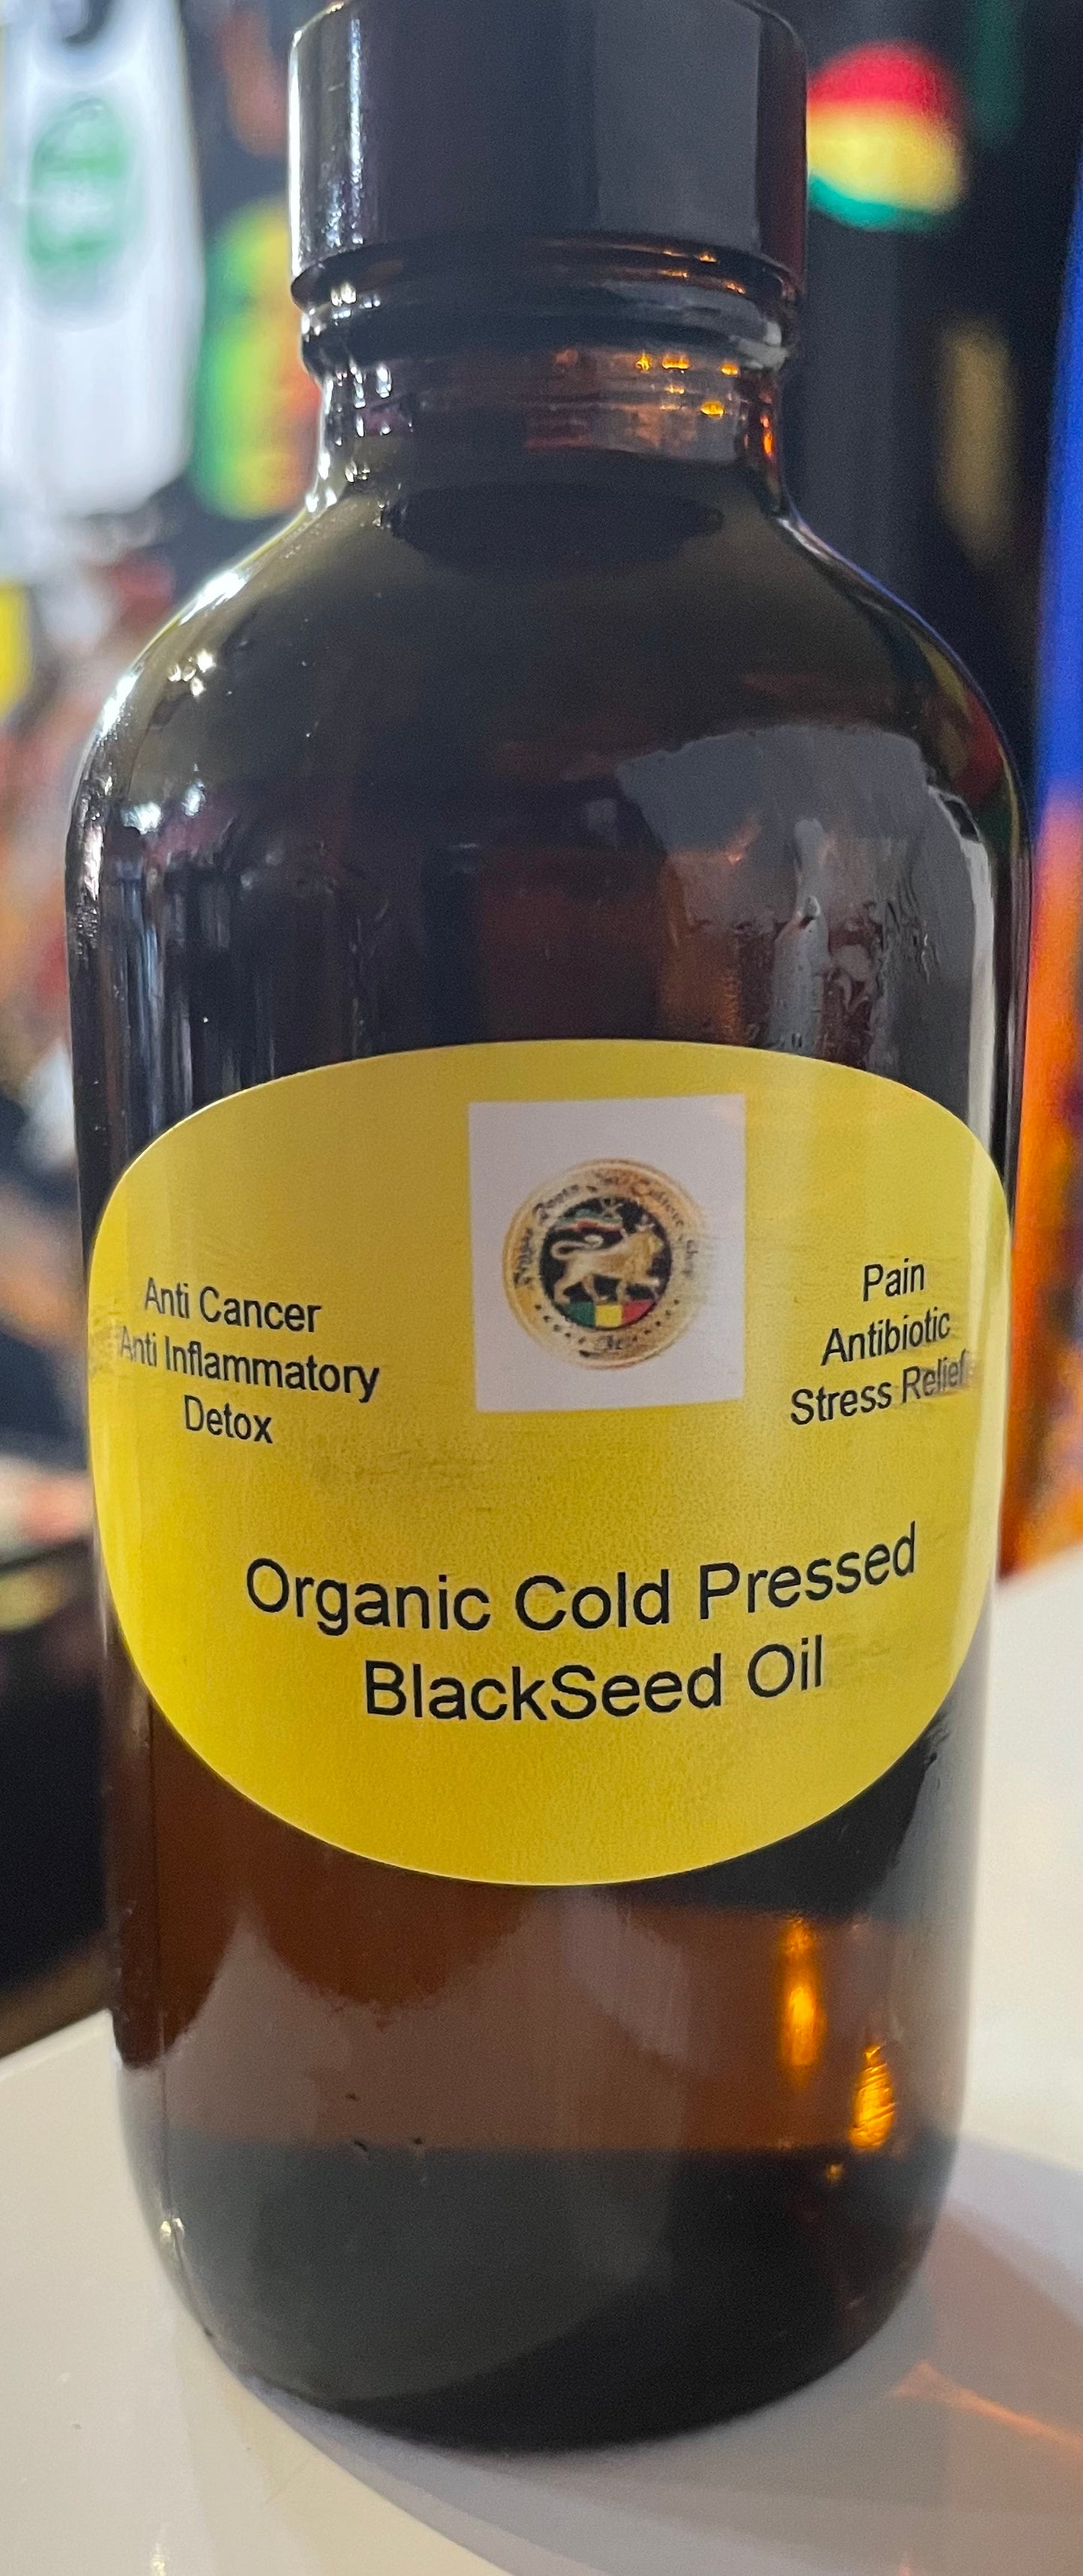 Anti Cancer
Anti Inflammatory
Detox
Pain
Antibiotic
Stress Relief
Organic Cold Pressed
BlackSeed Oil